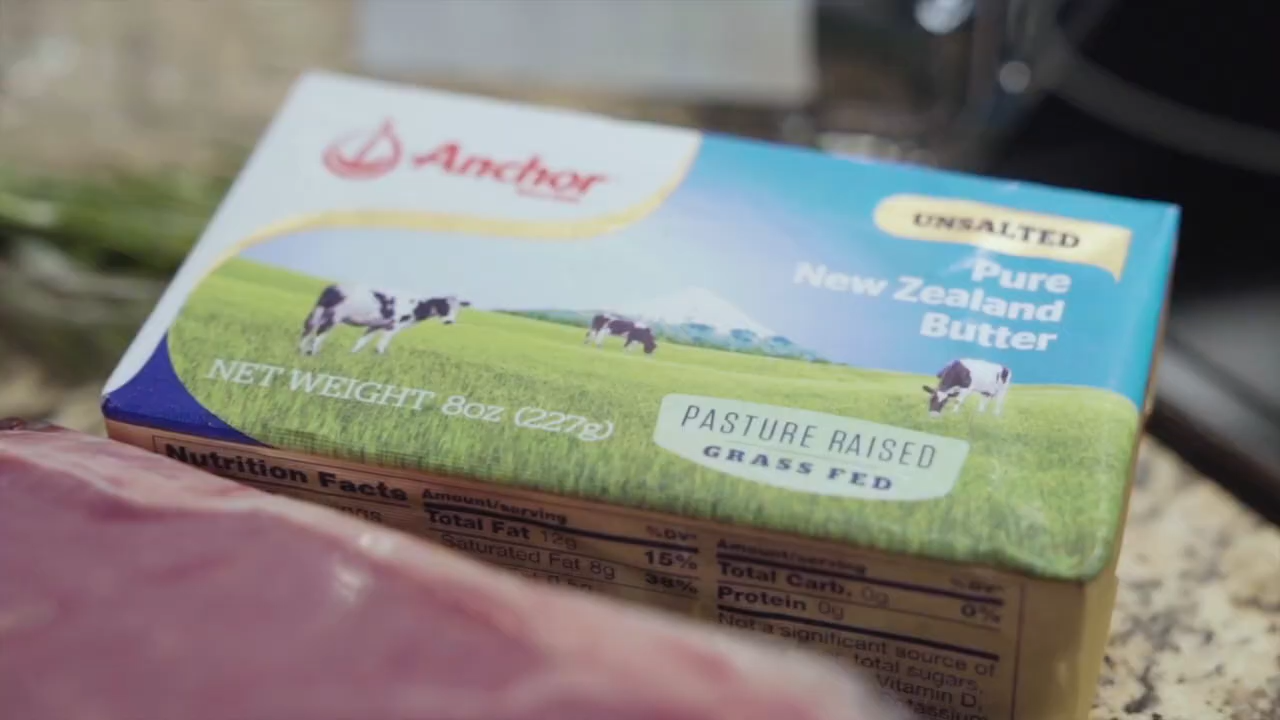 Anchor
UNSALTED
Pure
New Zealand
Butter
NET WEIGHT 8oz (227g)
PASTURE RAISED
GRASS FED
Nutrition Facts
Amount/serving
%DV*
Total Fat 12g
15%
Saturated Fat 8g
38%
Amount/serving
%DV*
Total Carb. 0g
0%
Protein 0g
Not a significant source of
total sugars,
Vitamin D,